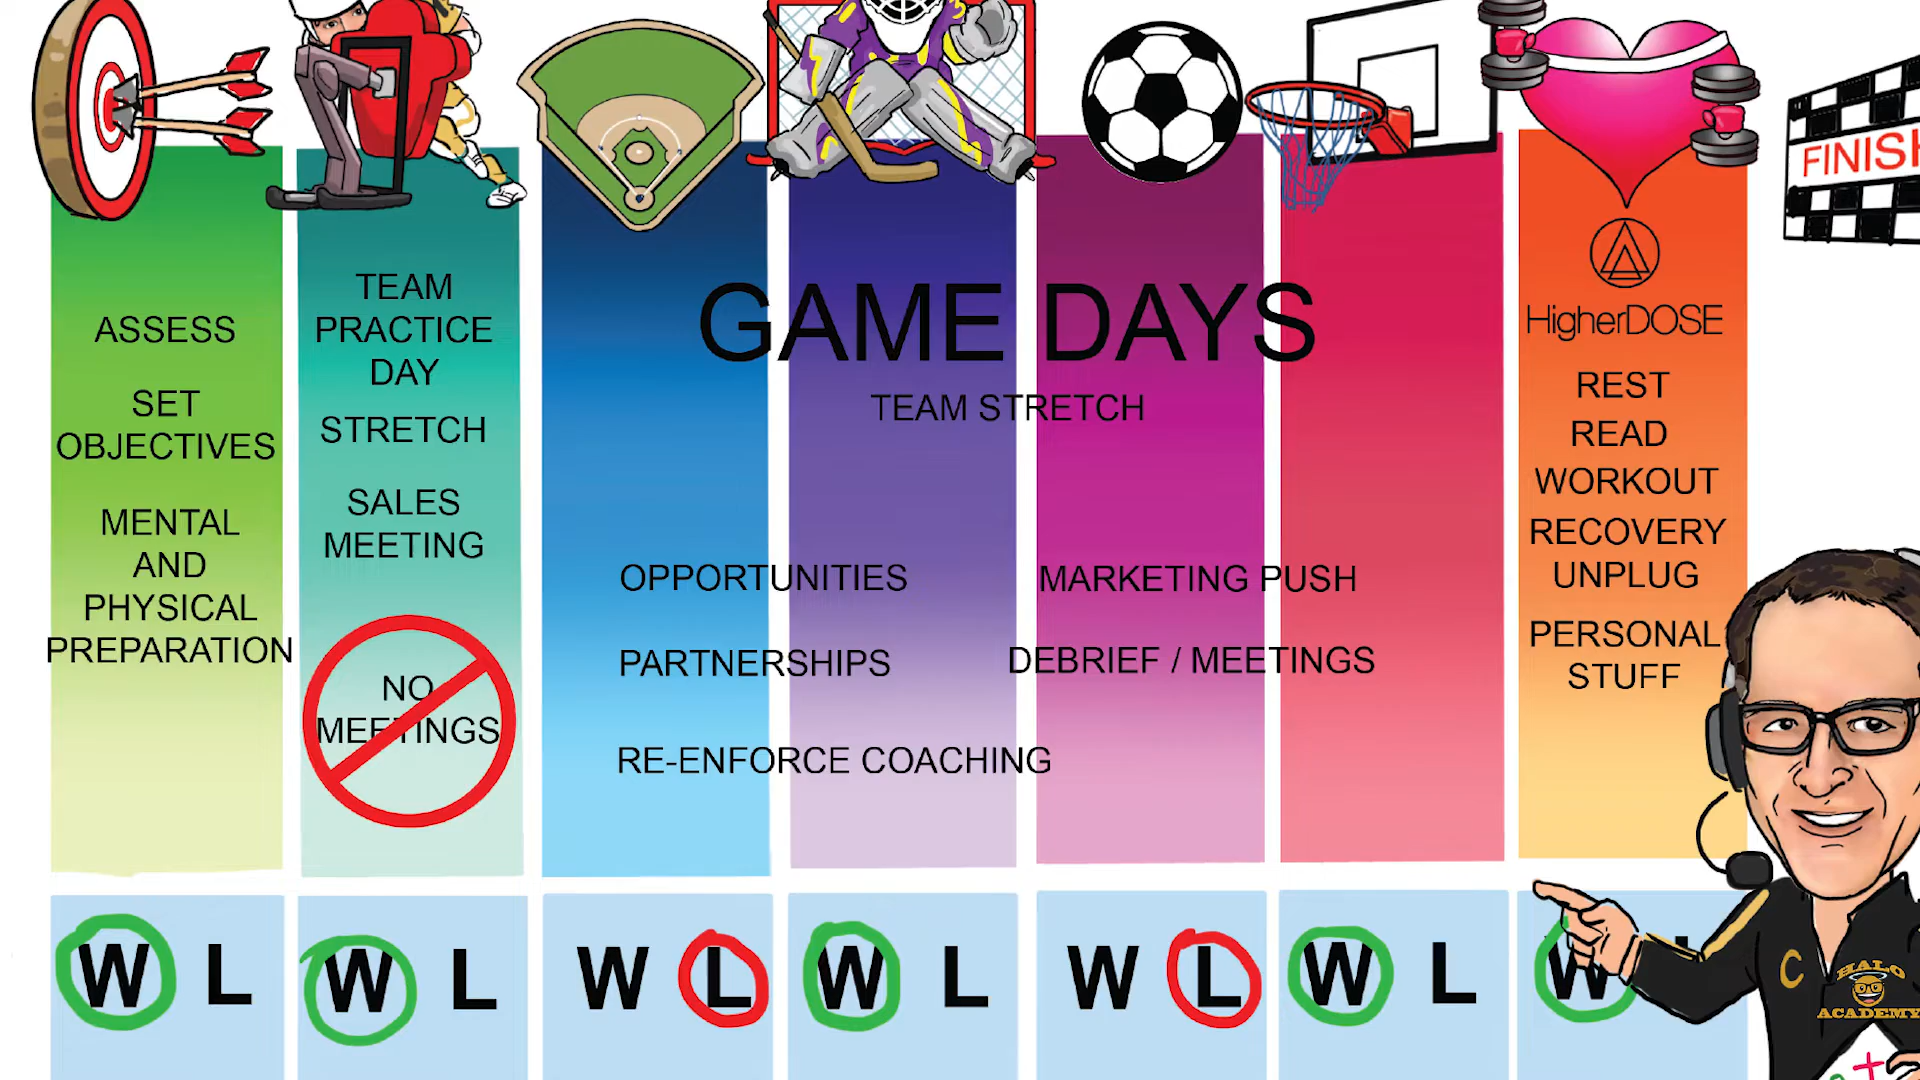 FINISH
ASSESS
SET
OBJECTIVES
MENTAL
AND
PHYSICAL
PREPARATION
TEAM
PRACTICE
DAY
STRETCH
SALES
MEETING
NO
MEETINGS
GAME DAYS
TEAM STRETCH
OPPORTUNITIES
MARKETING PUSH
PARTNERSHIPS
DEBRIEF / MEETINGS
RE-ENFORCE COACHING
HigherDOSE
REST
READ
WORKOUT
RECOVERY
UNPLUG
PERSONAL
STUFF
W L
W L
W L
W L
W L
W L
W L
C
HALO
ACADEMY